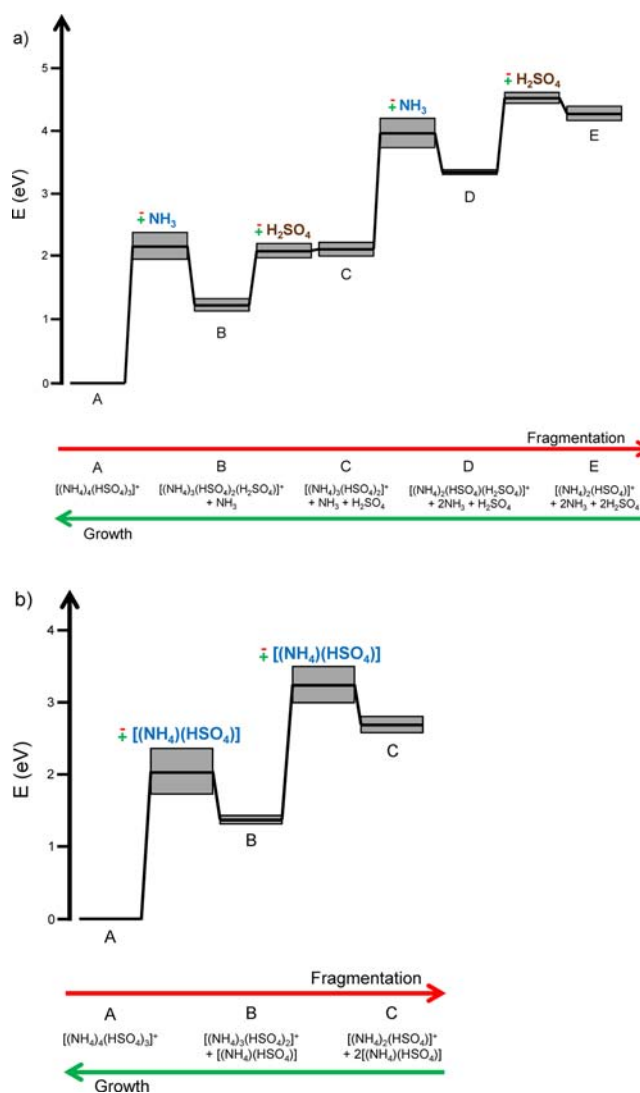 a)
E (eV)
5
4
3
2
1
0
-
+ NH₃
-
+ H₂SO₄
-
+ NH₃
-
+ H₂SO₄
A
B
C
D
E
Fragmentation
A B C D E
[(NH₄)₄(HSO₄)₃]⁺ [(NH₄)₃(HSO₄)₂(H₂SO₄)]⁺ [(NH₄)₃(HSO₄)₂]⁺ [(NH₄)₂(HSO₄)(H₂SO₄)]⁺ [(NH₄)₂(HSO₄)]⁺
+ NH₃ + NH₃ + H₂SO₄ + 2NH₃ + H₂SO₄ + 2NH₃ + 2H₂SO₄
Growth
b)
E (eV)
4
3
2
1
0
-
+ [(NH₄)(HSO₄)]
-
+ [(NH₄)(HSO₄)]
A
B
C
Fragmentation
A B C
[(NH₄)₄(HSO₄)₃]⁺ [(NH₄)₃(HSO₄)₂]⁺ [(NH₄)₂(HSO₄)]⁺
+ [(NH₄)(HSO₄)] + 2[(NH₄)(HSO₄)]
Growth